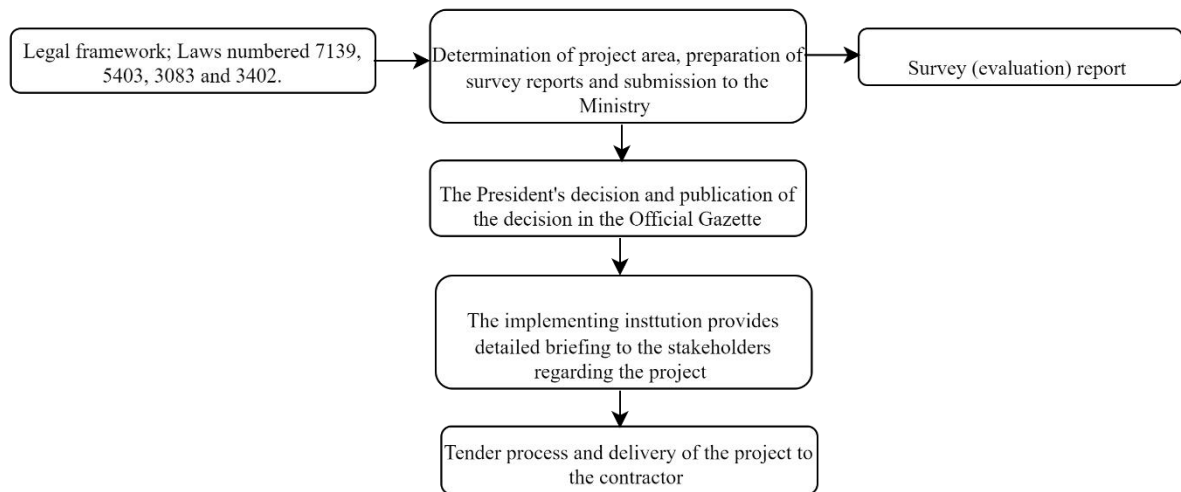 Legal framework; Laws numbered 7139,
5403, 3083 and 3402.
Determination of project area, preparation of
survey reports and submission to the
Ministry
Survey (evaluation) report
The President's decision and publication of
the decision in the Official Gazette
The implementing insttution provides
detailed briefing to the stakeholders
regarding the project
Tender process and delivery of the project to
the contractor